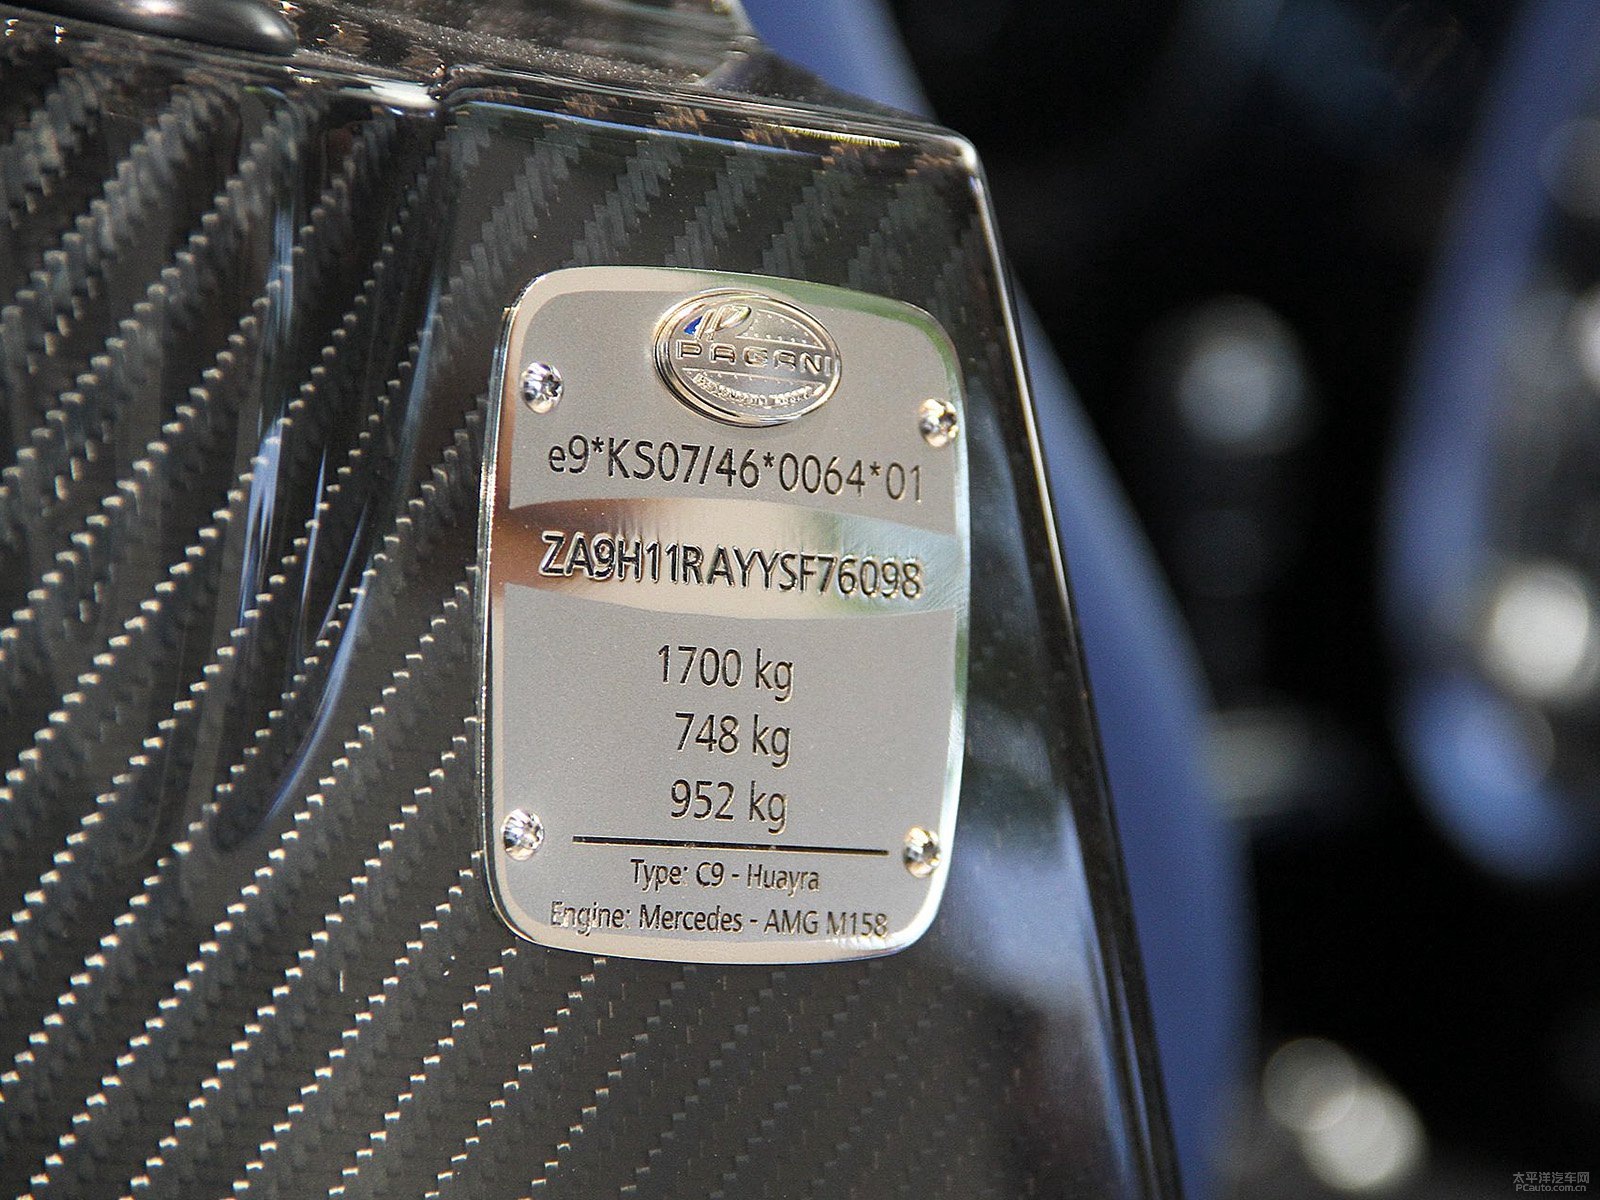 PAGANI
e9*KS07/46*0064*01
ZA9H11RAYYSF76098
1700 kg
748 kg
952 kg
Type: C9 - Huayra
Engine: Mercedes - AMG M158
太平洋汽车网
PCauto.com.cn